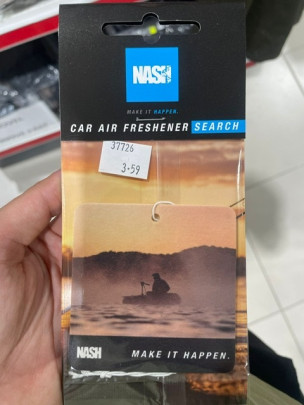 NASH
MAKE IT HAPPEN.
CAR AIR FRESHENER SEARCH
37726
3.59
NASH MAKE IT HAPPEN.